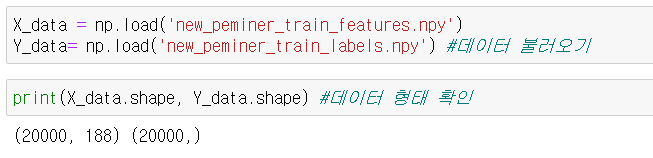 X_data = np.load('new_peminer_train_features.npy')
Y_data= np.load('new_peminer_train_labels.npy') #데이터 불러오기
print(X_data.shape, Y_data.shape) #데이터 형태 확인
(20000, 188) (20000,)